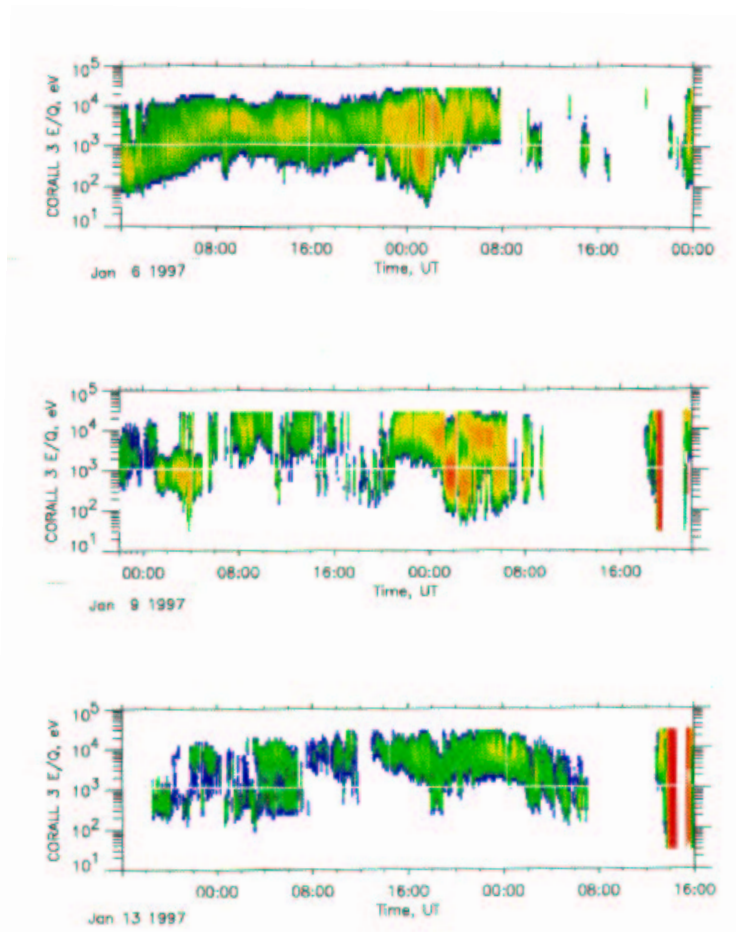 CORALL 3 E/Q, eV
10^5
10^4
10^3
10^2
10^1
08:00 16:00 00:00 08:00 16:00 00:00
Time, UT
Jan 6 1997
CORALL 3 E/Q, eV
10^5
10^4
10^3
10^2
10^1
00:00 08:00 16:00 00:00 08:00 16:00
Time, UT
Jan 9 1997
CORALL 3 E/Q, eV
10^5
10^4
10^3
10^2
10^1
00:00 08:00 16:00 00:00 08:00 16:00
Time, UT
Jan 13 1997